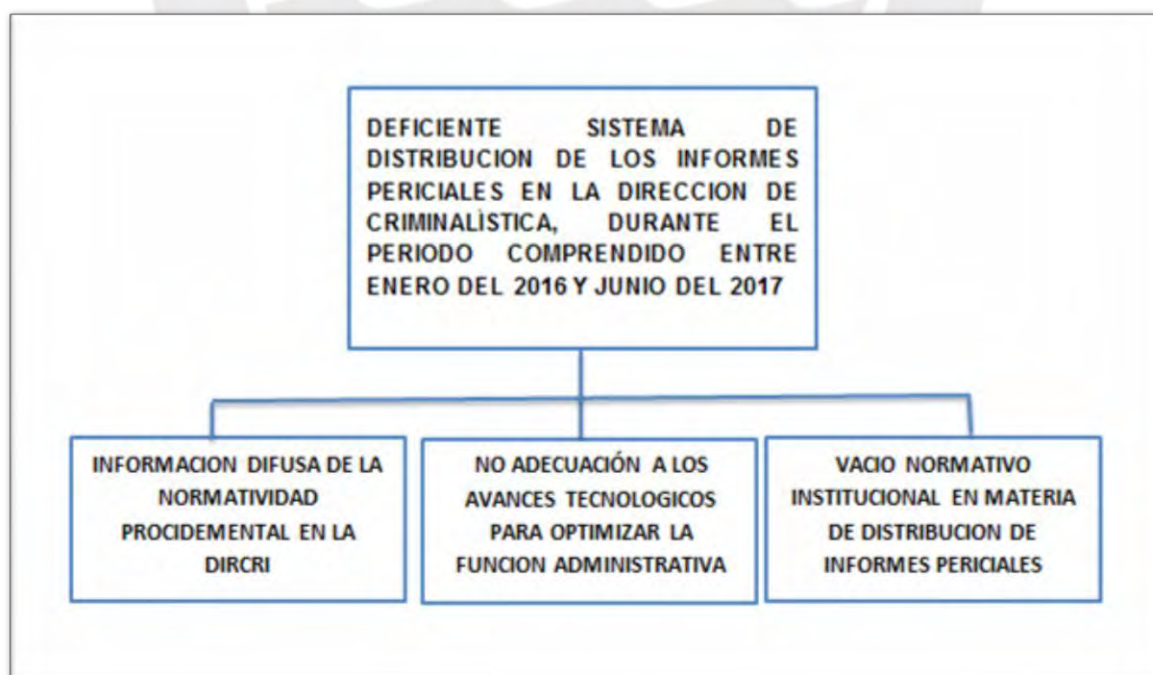 DEFICIENTE SISTEMA DE
DISTRIBUCION DE LOS INFORMES
PERICIALES EN LA DIRECCION DE
CRIMINALÌSTICA, DURANTE EL
PERIODO COMPRENDIDO ENTRE
ENERO DEL 2016 Y JUNIO DEL 2017
INFORMACION DIFUSA DE LA
NORMATIVIDAD
PROCIDEMENTAL EN LA
DIRCRI
NO ADECUACIÓN A LOS
AVANCES TECNOLOGICOS
PARA OPTIMIZAR LA
FUNCION ADMINISTRATIVA
VACIO NORMATIVO
INSTITUCIONAL EN MATERIA
DE DISTRIBUCION DE
INFORMES PERICIALES